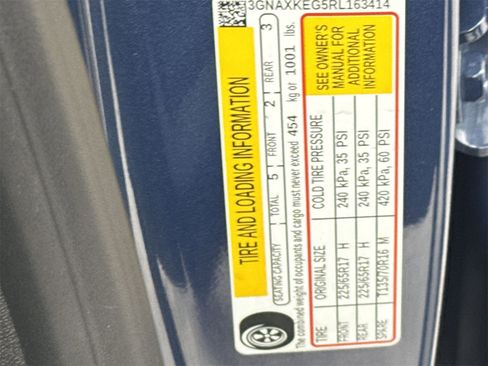 3GNAXKEG5RL163414
TIRE AND LOADING INFORMATION
SEATING CAPACITY TOTAL 5 FRONT 2 REAR 3
The combined weight of occupants and cargo must never exceed 454 kg or 1001 lbs.
TIRE ORIGINAL SIZE COLD TIRE PRESSURE
FRONT 225/65R17 H 240 kPa, 35 PSI
REAR 225/65R17 H 240 kPa, 35 PSI
SPARE T135/70R16 M 420 kPa, 60 PSI
SEE OWNER'S
MANUAL FOR
ADDITIONAL
INFORMATION